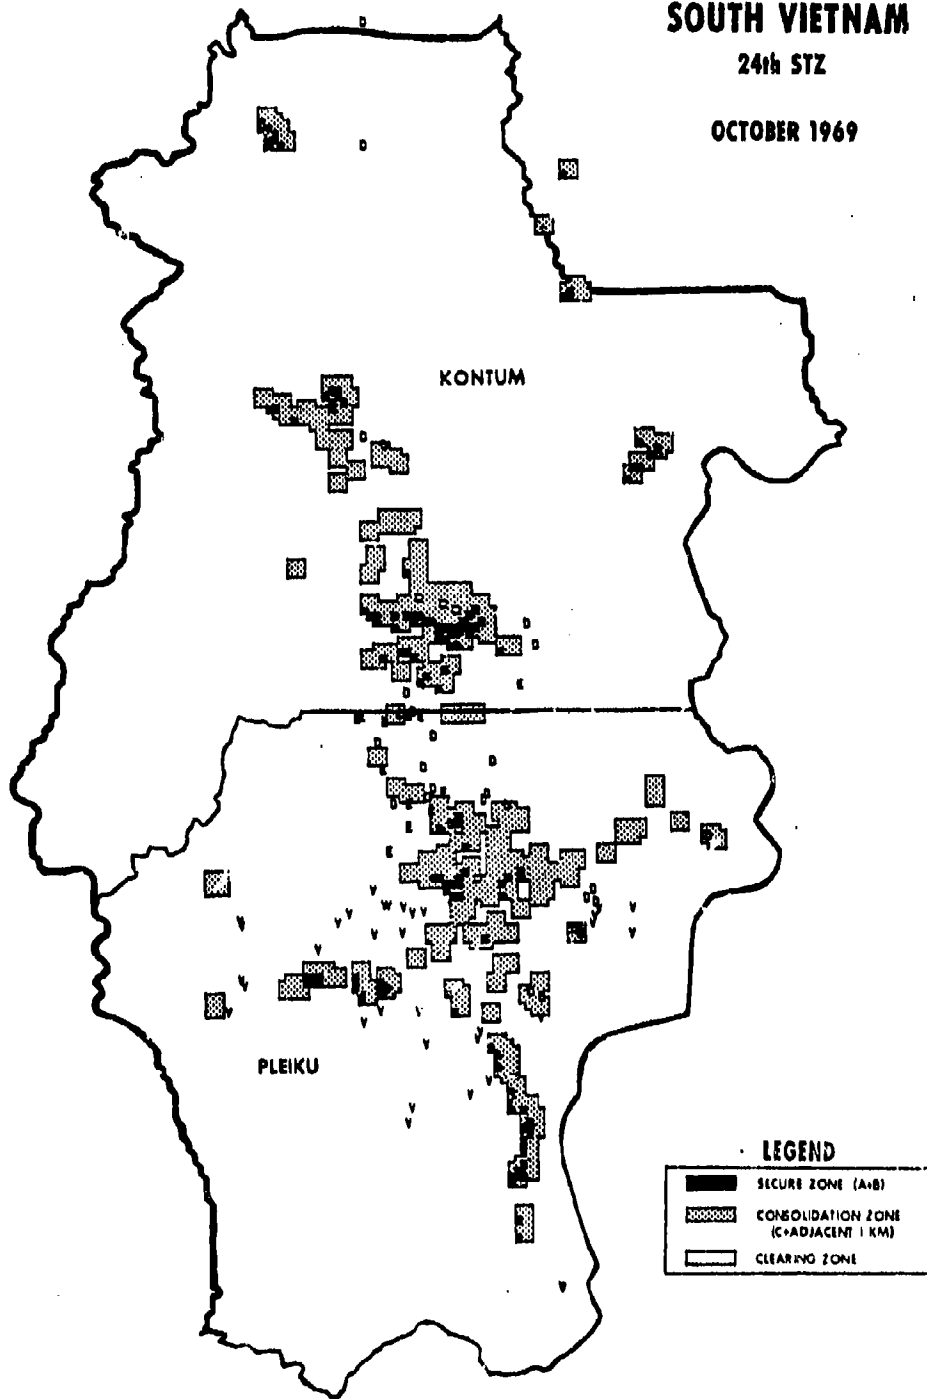 SOUTH VIETNAM
24th STZ
OCTOBER 1969
KONTUM
PLEIKU
LEGEND
SECURE ZONE (A+B)
CONSOLIDATION ZONE
(C+ADJACENT 1 KM)
CLEARING ZONE